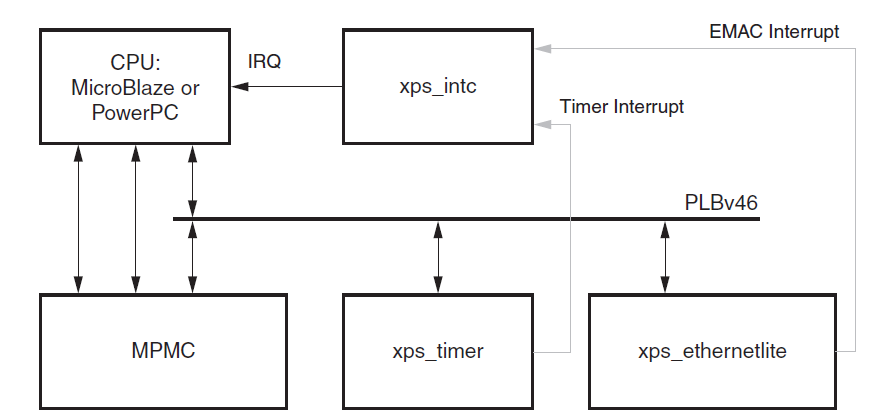 EMAC Interrupt
CPU:
MicroBlaze or
PowerPC
IRQ
xps_intc
Timer Interrupt
PLBv46
MPMC
xps_timer
xps_ethernetlite